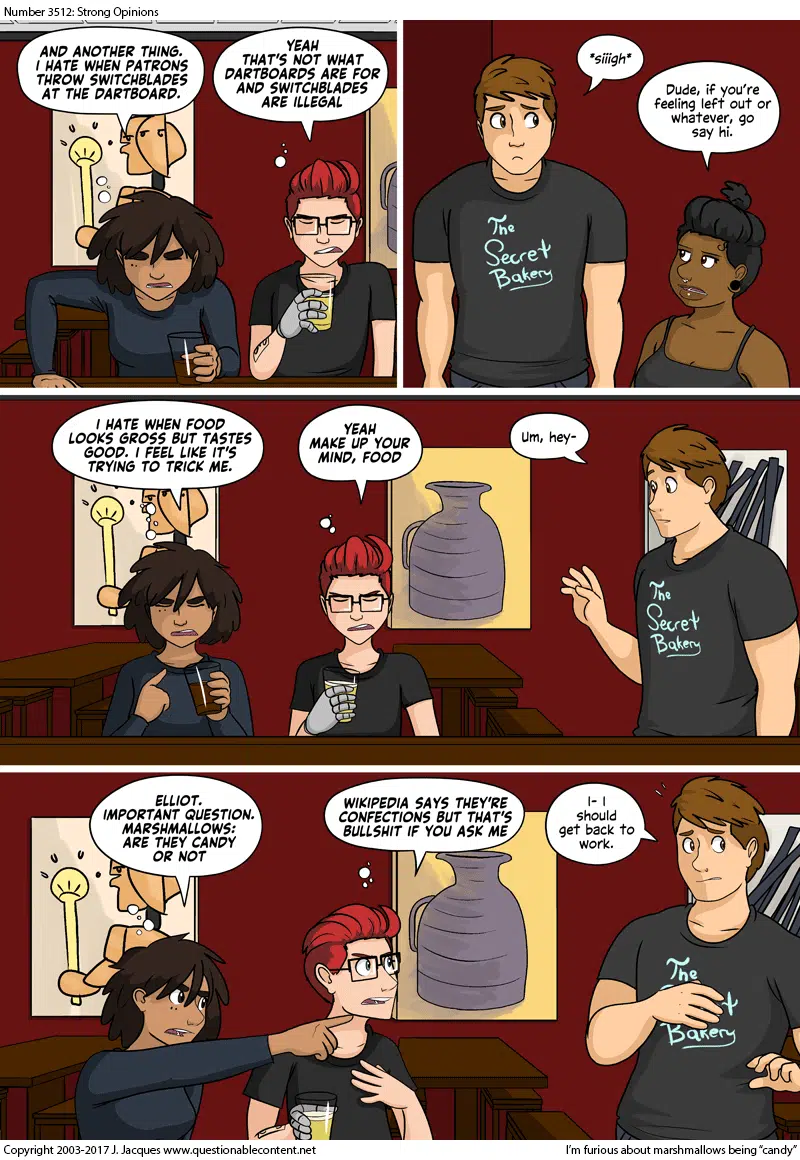 Number 3512: Strong Opinions
AND ANOTHER THING.
I HATE WHEN PATRONS
THROW SWITCHBLADES
AT THE DARTBOARD.
YEAH
THAT'S NOT WHAT
DARTBOARDS ARE FOR
AND SWITCHBLADES
ARE ILLEGAL
*siiigh*
Dude, if you're
feeling left out or
whatever, go
say hi.
The
Secret
Bakery
I HATE WHEN FOOD
LOOKS GROSS BUT TASTES
GOOD. I FEEL LIKE IT'S
TRYING TO TRICK ME.
YEAH
MAKE UP YOUR
MIND, FOOD
Um, hey-
The
Secret
Bakery
ELLIOT.
IMPORTANT QUESTION.
MARSHMALLOWS:
ARE THEY CANDY
OR NOT
WIKIPEDIA SAYS THEY'RE
CONFECTIONS BUT THAT'S
BULLSHIT IF YOU ASK ME
I- I
should
get back to
work.
The
Bakery
Copyright 2003-2017 J. Jacques www.questionablecontent.net
I'm furious about marshmallows being "candy"